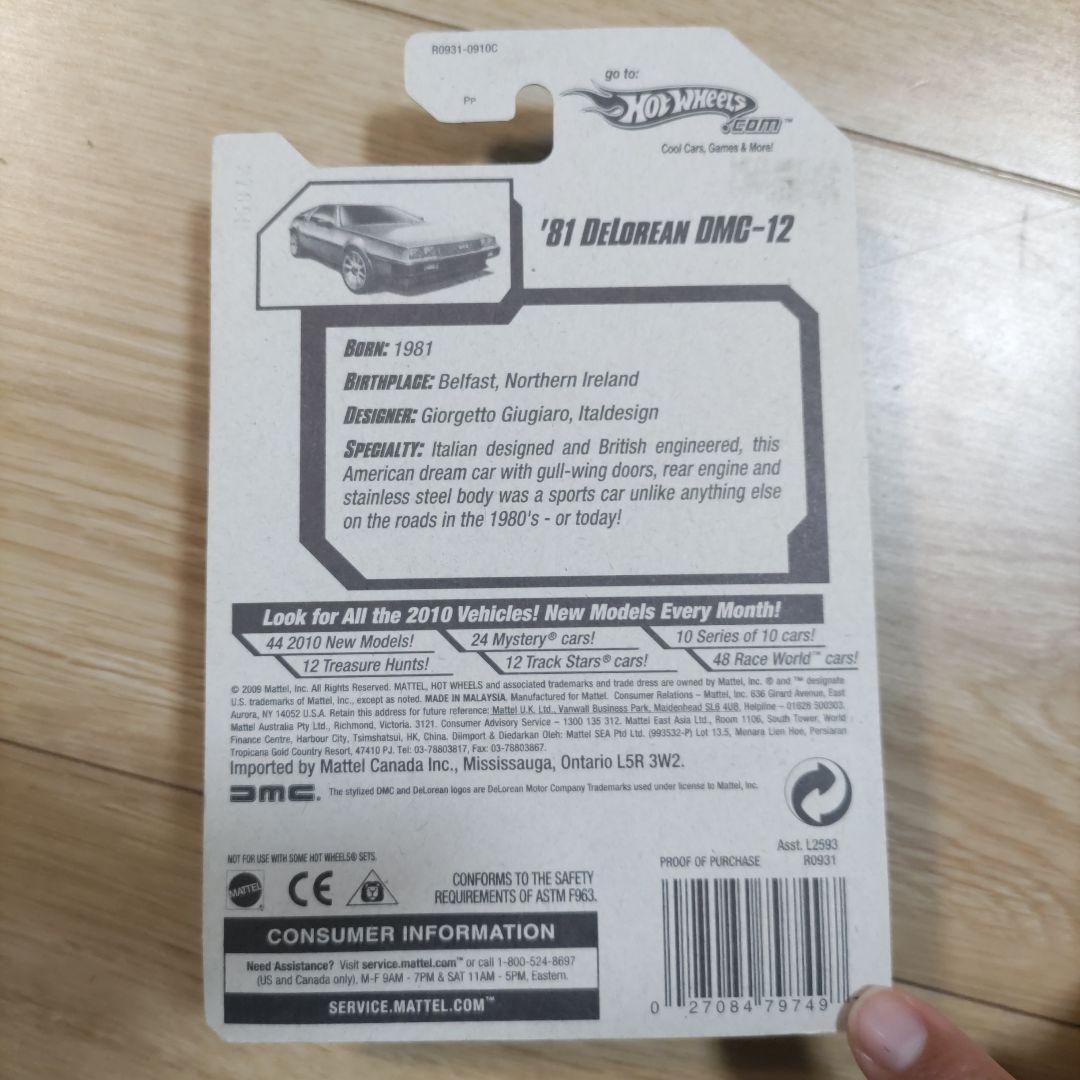 R0931-0910C
PP
go to:
HOT WHEELS
.COM™
Cool Cars, Games & More!
'81 DELOREAN DMC-12
BORN: 1981
BIRTHPLACE: Belfast, Northern Ireland
DESIGNER: Giorgetto Giugiaro, Italdesign
SPECIALTY: Italian designed and British engineered, this
American dream car with gull-wing doors, rear engine and
stainless steel body was a sports car unlike anything else
on the roads in the 1980's - or today!
Look for All the 2010 Vehicles! New Models Every Month!
44 2010 New Models! 24 Mystery® cars! 10 Series of 10 cars!
12 Treasure Hunts! 12 Track Stars® cars! 48 Race World™ cars!
© 2009 Mattel, Inc. All Rights Reserved. MATTEL, HOT WHEELS and associated trademarks and trade dress are owned by Mattel, Inc. ® and ™ designate
U.S. trademarks of Mattel, Inc., except as noted. MADE IN MALAYSIA. Manufactured for Mattel. Consumer Relations – Mattel, Inc. 636 Girard Avenue, East
Aurora, NY 14052 U.S.A. Retain this address for future reference: Mattel U.K. Ltd., Vanwall Business Park, Maidenhead SL6 4UB. Helpline – 01628 500303.
Mattel Australia Pty Ltd., Richmond, Victoria. 3121. Consumer Advisory Service – 1300 135 312. Mattel East Asia Ltd., Room 1106, South Tower, World
Finance Centre, Harbour City, Tsimshatsui, HK, China. Diimport & Diedarkan Oleh: Mattel SEA Ptd Ltd. (993532-P) Lot 13.5, Menara Lien Hoe, Persiaran
Tropicana Gold Country Resort, 47410 PJ. Tel: 03-78803817, Fax: 03-78803867.
Imported by Mattel Canada Inc., Mississauga, Ontario L5R 3W2.
DMC. The stylized DMC and DeLorean logos are DeLorean Motor Company Trademarks used under license to Mattel, Inc.
Asst. L2593
PROOF OF PURCHASE R0931
NOT FOR USE WITH SOME HOT WHEELS® SETS.
MATTEL CE
CONFORMS TO THE SAFETY
REQUIREMENTS OF ASTM F963.
CONSUMER INFORMATION
Need Assistance? Visit service.mattel.com™ or call 1-800-524-8697
(US and Canada only), M-F 9AM - 7PM & SAT 11AM - 5PM, Eastern.
SERVICE.MATTEL.COM™
0 27084 79749